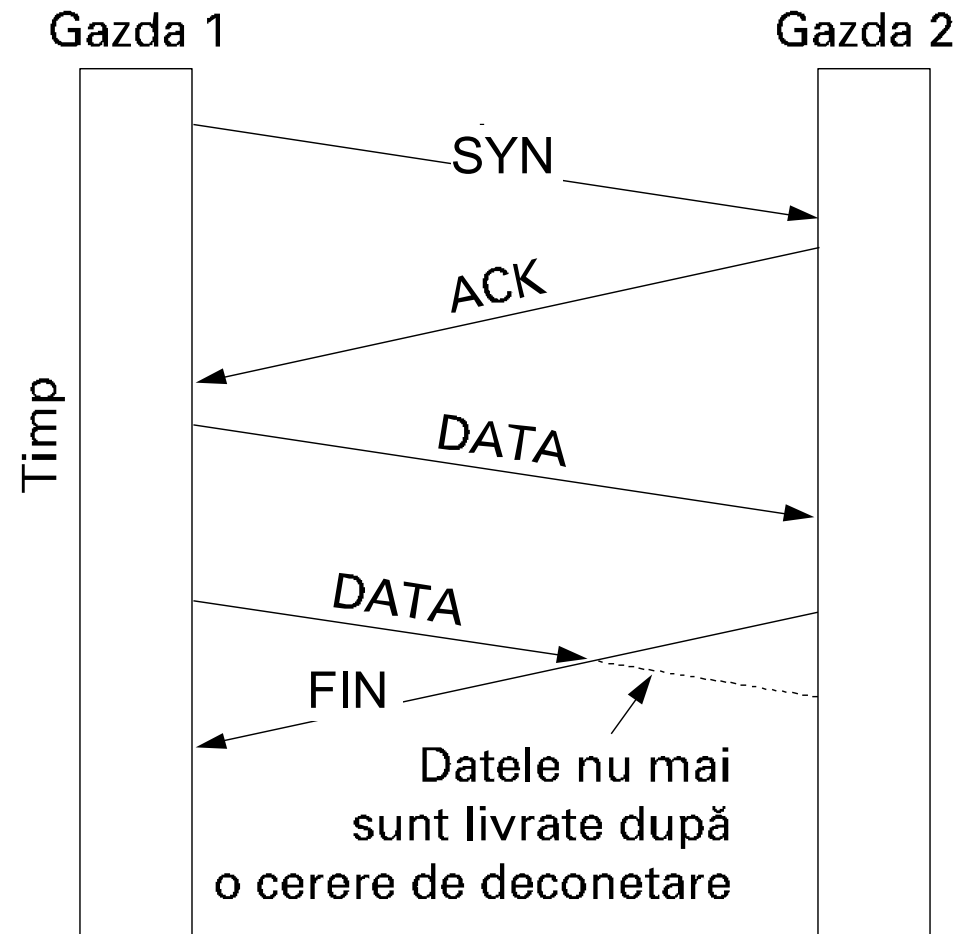 Gazda 1
Gazda 2
SYN
ACK
Timp
DATA
DATA
FIN
Datele nu mai
sunt livrate după
o cerere de deconetare